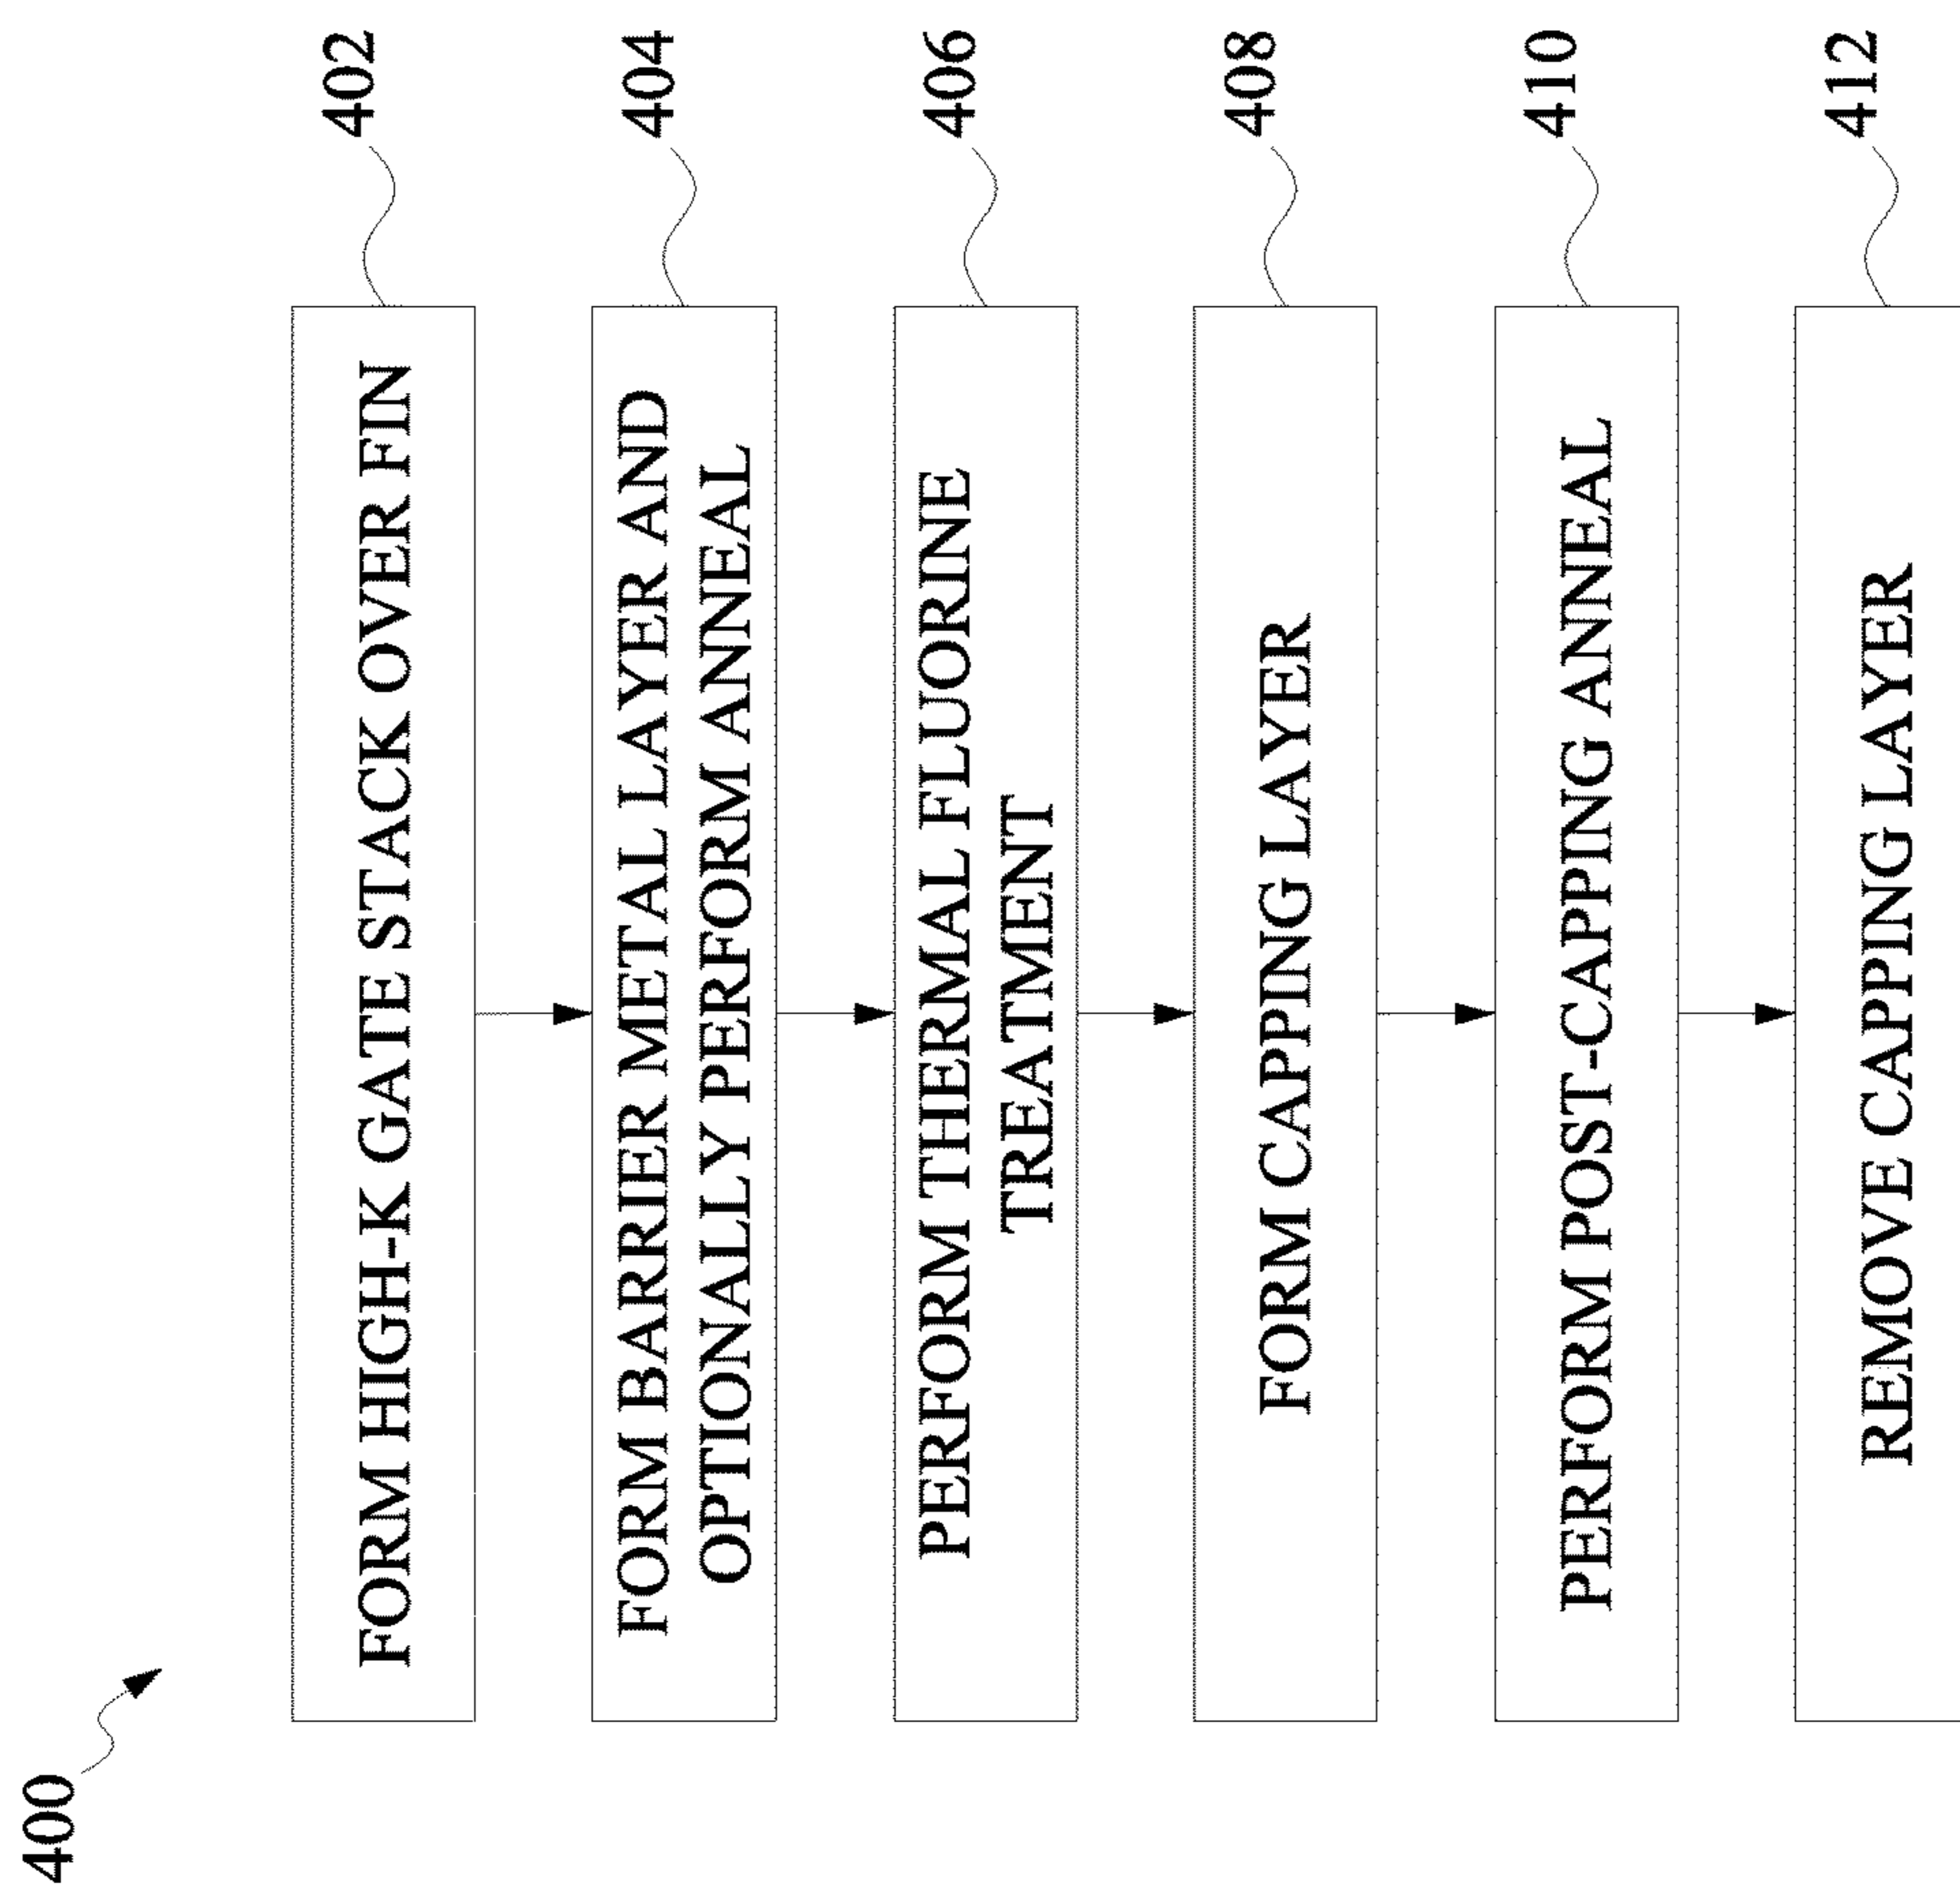 400
FORM HIGH-K GATE STACK OVER FIN
402
FORM BARRIER METAL LAYER AND
OPTIONALLY PERFORM ANNEAL
404
PERFORM THERMAL FLUORINE
TREATMENT
406
FORM CAPPING LAYER
408
PERFORM POST-CAPPING ANNEAL
410
REMOVE CAPPING LAYER
412